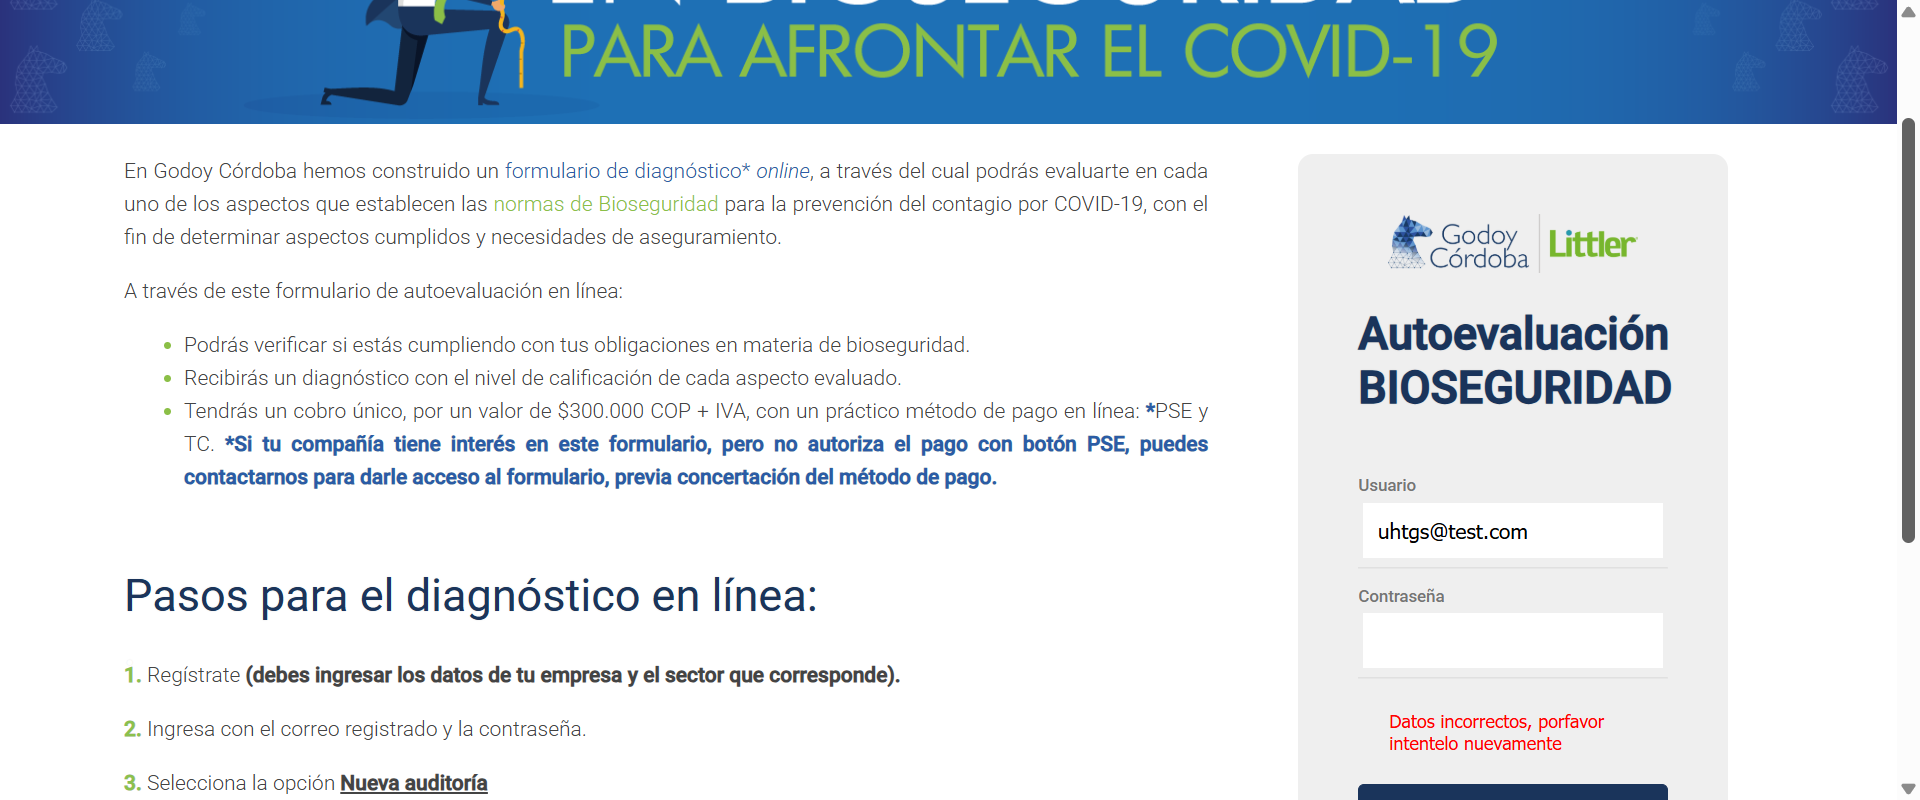 EN BIOSEGURIDAD
PARA AFRONTAR EL COVID-19
En Godoy Córdoba hemos construido un formulario de diagnóstico* online, a través del cual podrás evaluarte en cada
uno de los aspectos que establecen las normas de Bioseguridad para la prevención del contagio por COVID-19, con el
fin de determinar aspectos cumplidos y necesidades de aseguramiento.
A través de este formulario de autoevaluación en línea:
Podrás verificar si estás cumpliendo con tus obligaciones en materia de bioseguridad.
Recibirás un diagnóstico con el nivel de calificación de cada aspecto evaluado.
Tendrás un cobro único, por un valor de $300.000 COP + IVA, con un práctico método de pago en línea: *PSE y
TC. *Si tu compañía tiene interés en este formulario, pero no autoriza el pago con botón PSE, puedes
contactarnos para darle acceso al formulario, previa concertación del método de pago.
Pasos para el diagnóstico en línea:
1. Regístrate (debes ingresar los datos de tu empresa y el sector que corresponde).
2. Ingresa con el correo registrado y la contraseña.
3. Selecciona la opción Nueva auditoría
Godoy
Córdoba
Littler
Autoevaluación
BIOSEGURIDAD
Usuario
uhtgs@test.com
Contraseña
Datos incorrectos, porfavor
intentelo nuevamente